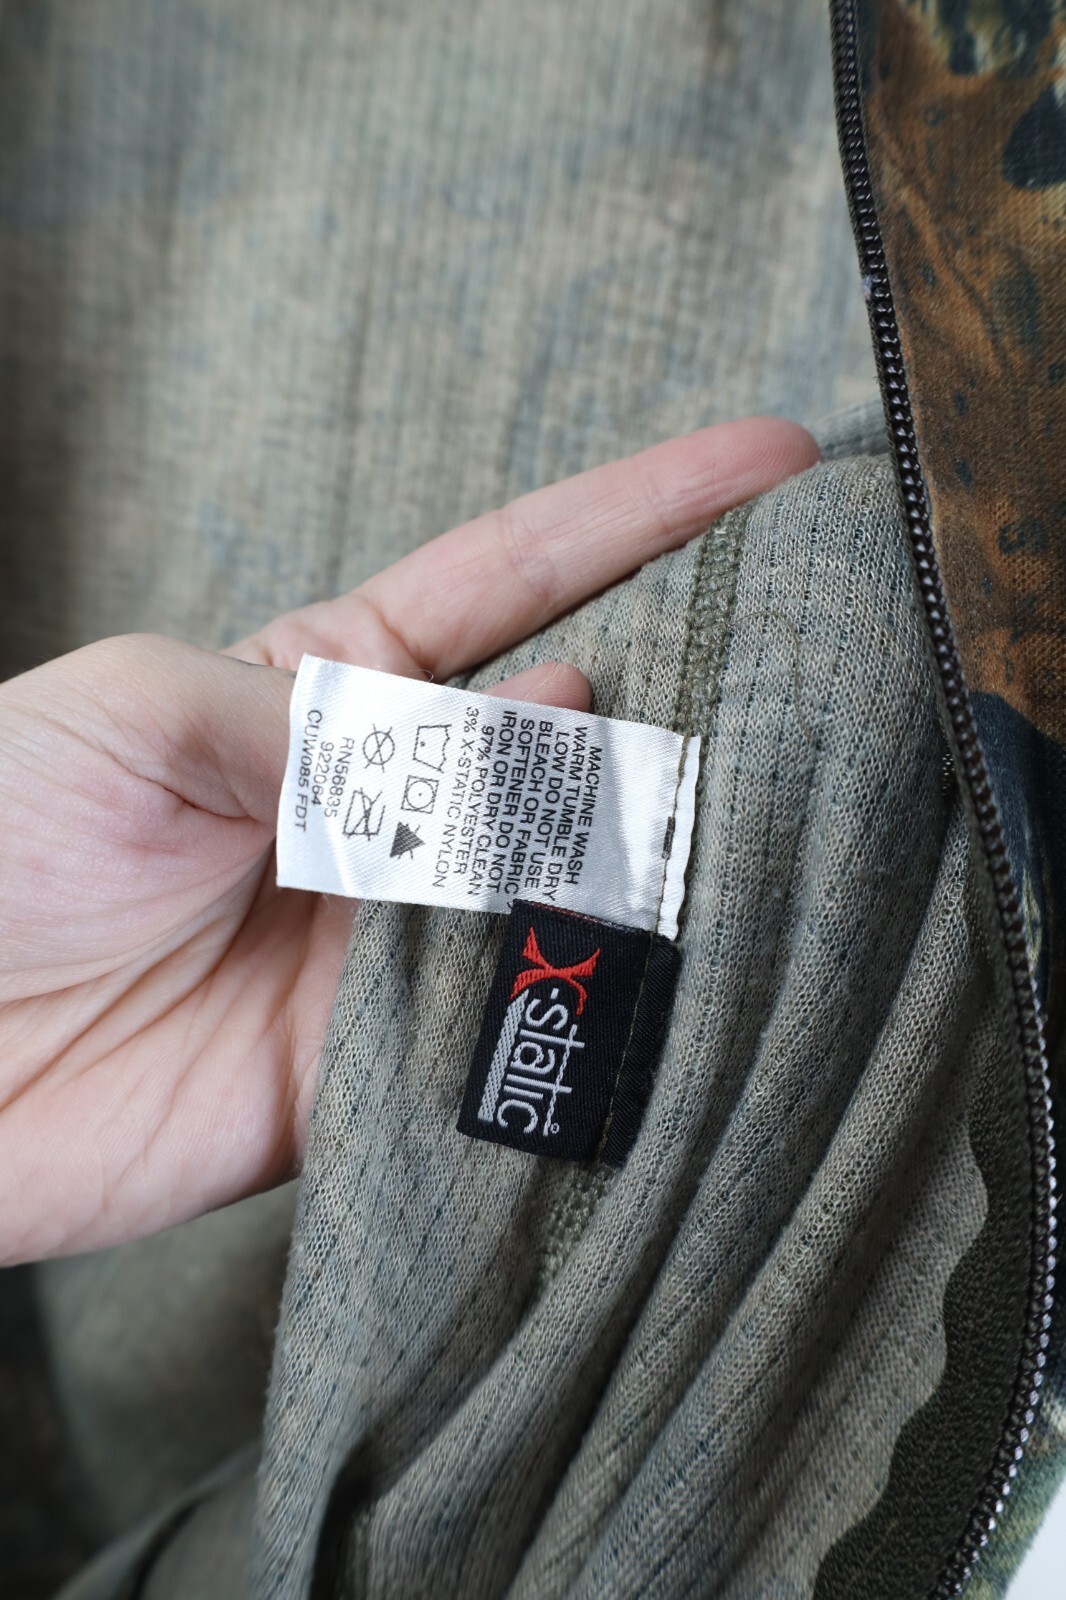 MACHINE WASH
WARM TUMBLE DRY
LOW DO NOT USE
BLEACH OR FABRIC
SOFTENER DO NOT
IRON OR DRY CLEAN
97% POLYESTER
3% X-STATIC NYLON
RN56835
922064
CUW085 FDT
X-static